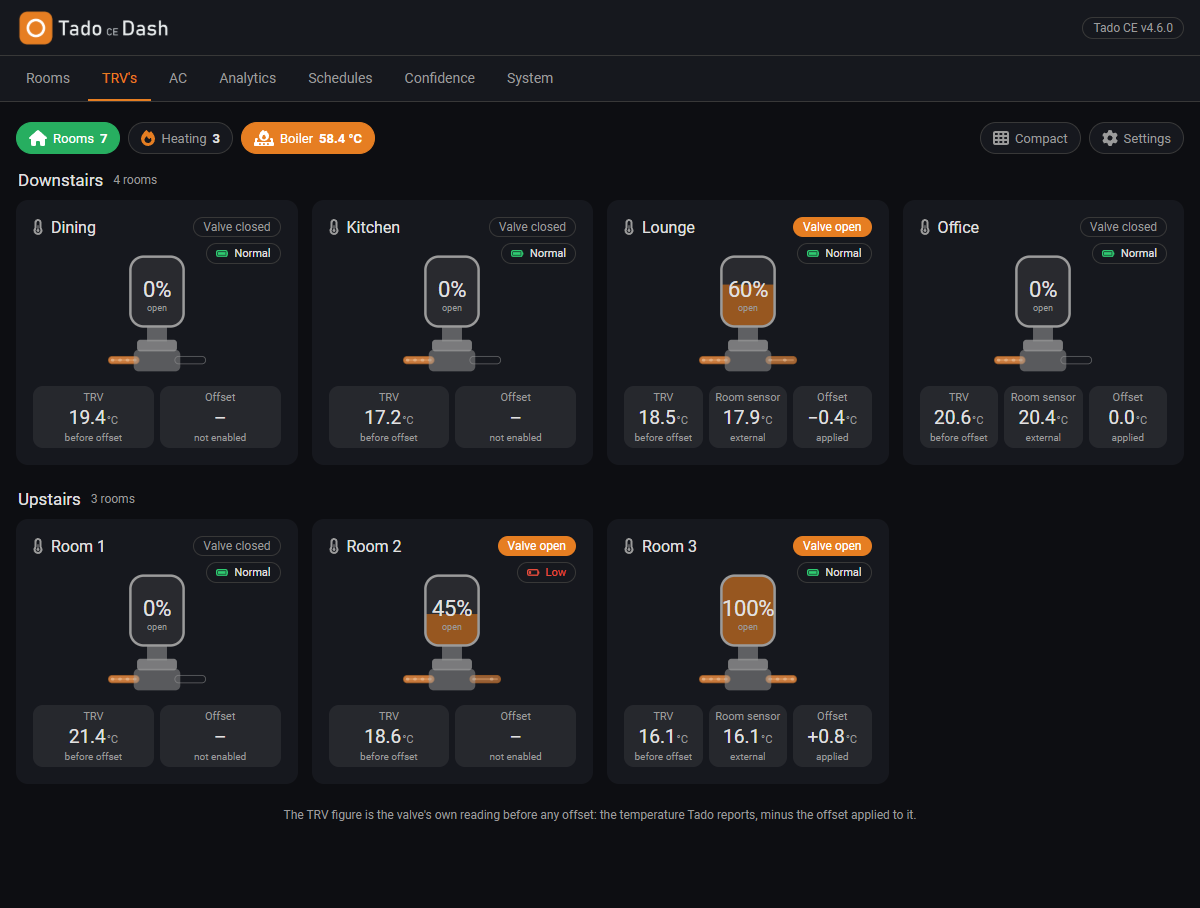 Tado CE Dash
Tado CE v4.6.0
Rooms TRV's AC Analytics Schedules Confidence System
Rooms 7
Heating 3
Boiler 58.4 °C
Compact
Settings
Downstairs 4 rooms
Dining
Valve closed
Normal
0%
open
TRV
19.4 °C
before offset
Offset
–
not enabled
Kitchen
Valve closed
Normal
0%
open
TRV
17.2 °C
before offset
Offset
–
not enabled
Lounge
Valve open
Normal
60%
open
TRV
18.5 °C
before offset
Room sensor
17.9 °C
external
Offset
−0.4 °C
applied
Office
Valve closed
Normal
0%
open
TRV
20.6 °C
before offset
Room sensor
20.4 °C
external
Offset
0.0 °C
applied
Upstairs 3 rooms
Room 1
Valve closed
Normal
0%
open
TRV
21.4 °C
before offset
Offset
–
not enabled
Room 2
Valve open
Low
45%
open
TRV
18.6 °C
before offset
Offset
–
not enabled
Room 3
Valve open
Normal
100%
open
TRV
16.1 °C
before offset
Room sensor
16.1 °C
external
Offset
+0.8 °C
applied
The TRV figure is the valve's own reading before any offset: the temperature Tado reports, minus the offset applied to it.